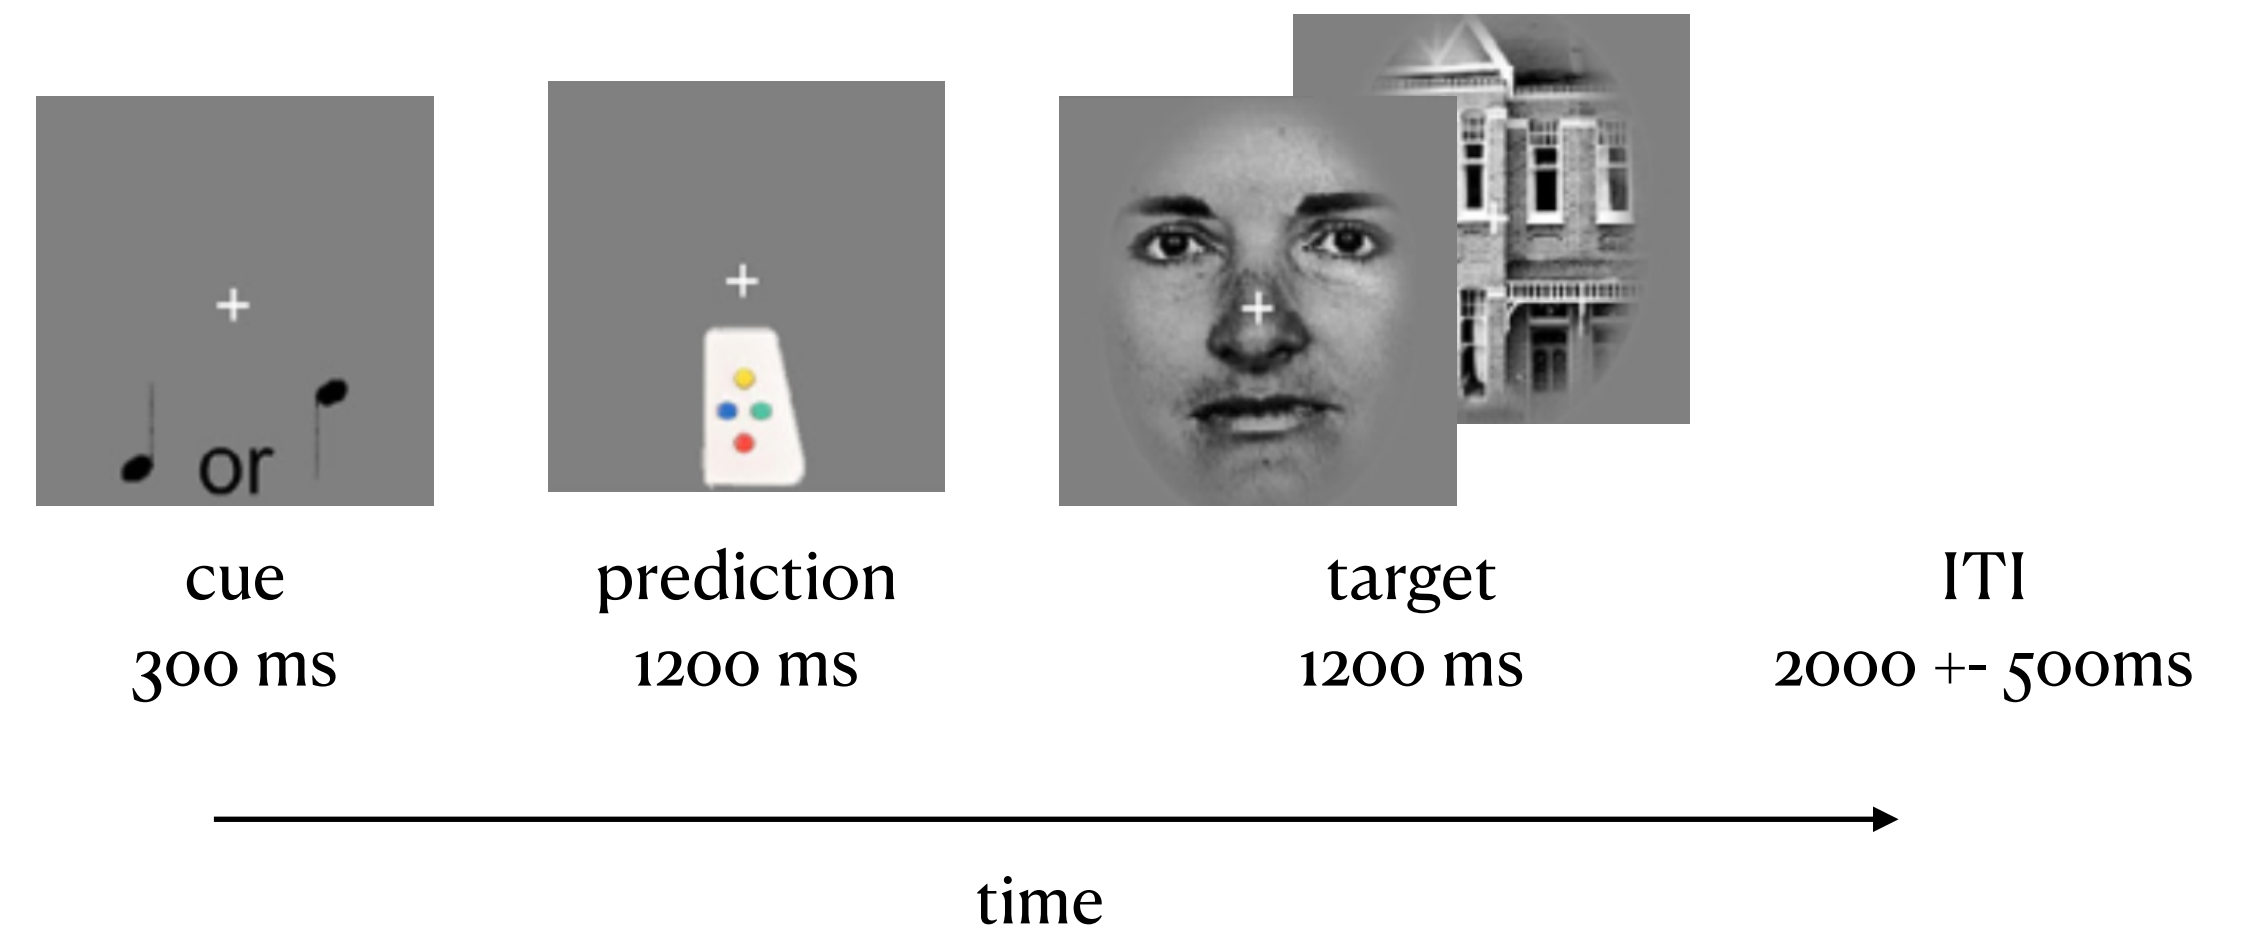 or
cue
300 ms
prediction
1200 ms
target
1200 ms
ITI
2000 +- 500ms
time